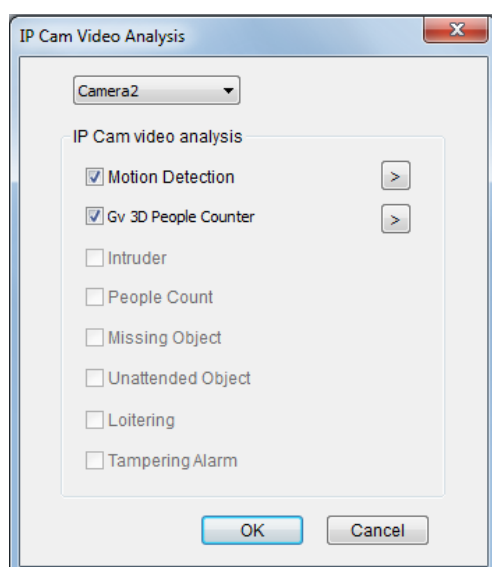 IP Cam Video Analysis
Camera2
IP Cam video analysis
Motion Detection >
Gv 3D People Counter >
Intruder
People Count
Missing Object
Unattended Object
Loitering
Tampering Alarm
OK Cancel